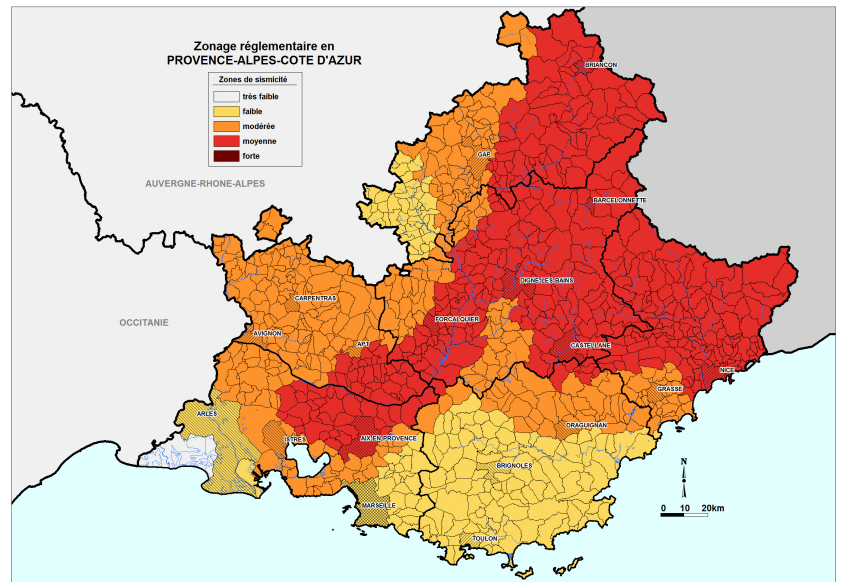 Zonage réglementaire en
PROVENCE-ALPES-COTE D'AZUR
Zones de sismicité
très faible
faible
modérée
moyenne
forte
BRIANCON
GAP
AUVERGNE-RHONE-ALPES
BARCELONNETTE
DIGNE-LES-BAINS
CARPENTRAS
OCCITANIE
FORCALQUIER
AVIGNON
APT
CASTELLANE
NICE
GRASSE
ARLES
DRAGUIGNAN
ISTRES
AIX-EN-PROVENCE
BRIGNOLES
N
MARSEILLE
0 10 20km
TOULON